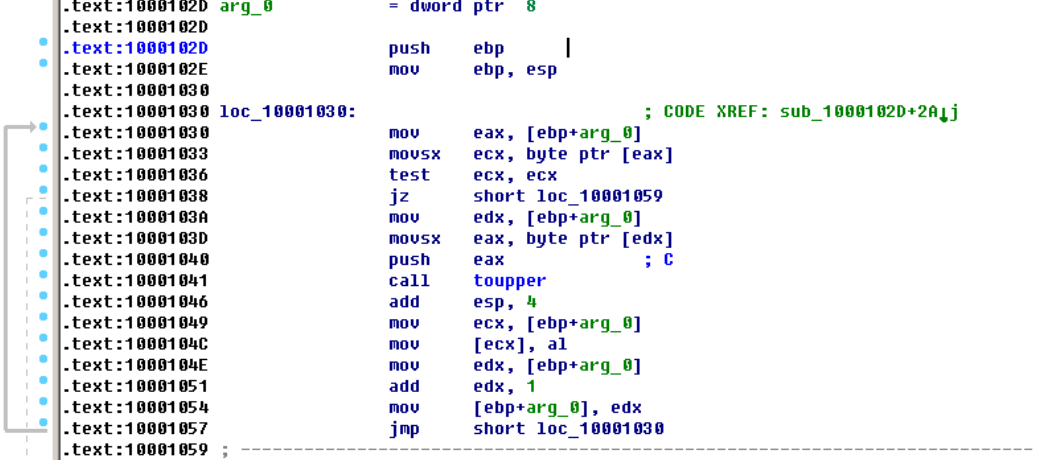 .text:1000102D arg_0 = dword ptr 8
.text:1000102D
.text:1000102D push ebp
.text:1000102E mov ebp, esp
.text:10001030
.text:10001030 loc_10001030: ; CODE XREF: sub_1000102D+2A↓j
.text:10001030 mov eax, [ebp+arg_0]
.text:10001033 movsx ecx, byte ptr [eax]
.text:10001036 test ecx, ecx
.text:10001038 jz short loc_10001059
.text:1000103A mov edx, [ebp+arg_0]
.text:1000103D movsx eax, byte ptr [edx]
.text:10001040 push eax ; C
.text:10001041 call toupper
.text:10001046 add esp, 4
.text:10001049 mov ecx, [ebp+arg_0]
.text:1000104C mov [ecx], al
.text:1000104E mov edx, [ebp+arg_0]
.text:10001051 add edx, 1
.text:10001054 mov [ebp+arg_0], edx
.text:10001057 jmp short loc_10001030
.text:10001059 ; ---------------------------------------------------------------------------